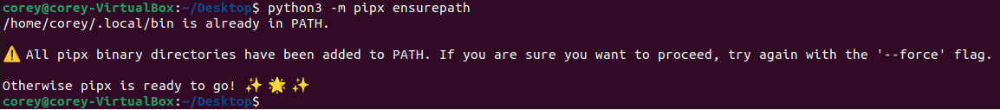 corey@corey-VirtualBox:~/Desktop$ python3 -m pipx ensurepath
/home/corey/.local/bin is already in PATH.
⚠️ All pipx binary directories have been added to PATH. If you are sure you want to proceed, try again with the '--force' flag.
Otherwise pipx is ready to go! ✨ 🌟 ✨
corey@corey-VirtualBox:~/Desktop$